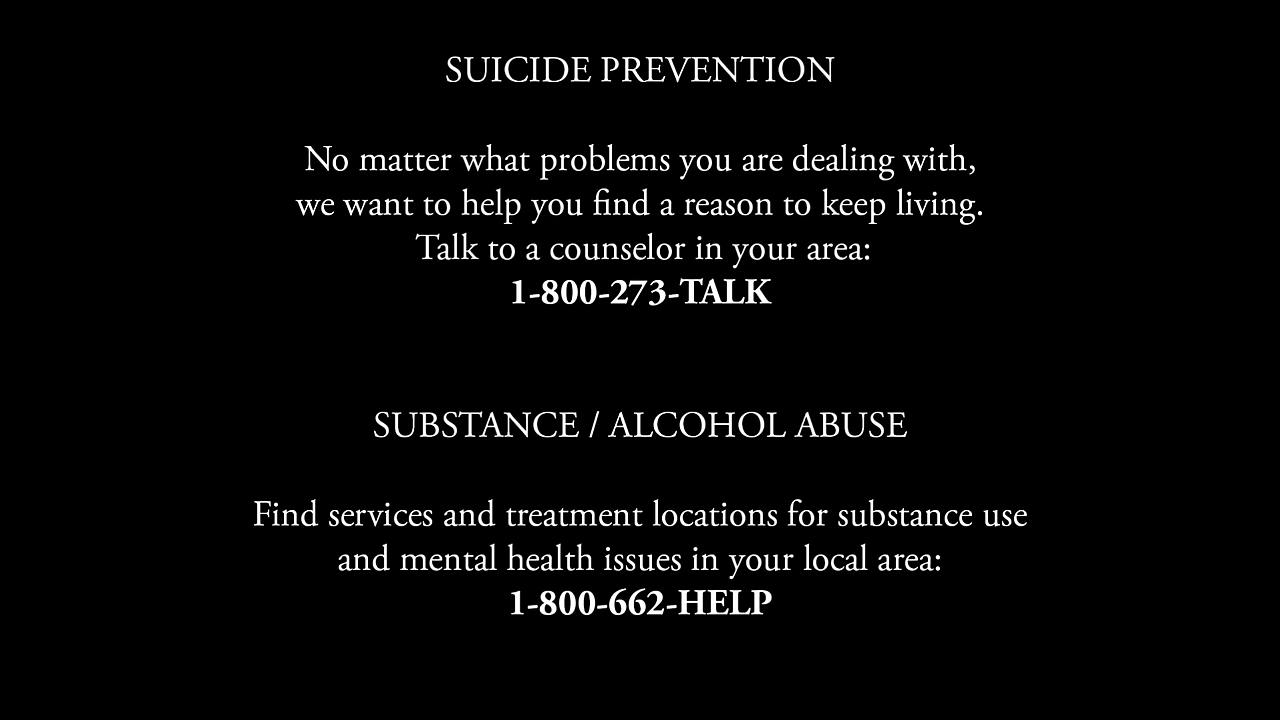 SUICIDE PREVENTION
No matter what problems you are dealing with,
we want to help you find a reason to keep living.
Talk to a counselor in your area:
1-800-273-TALK
SUBSTANCE / ALCOHOL ABUSE
Find services and treatment locations for substance use
and mental health issues in your local area:
1-800-662-HELP